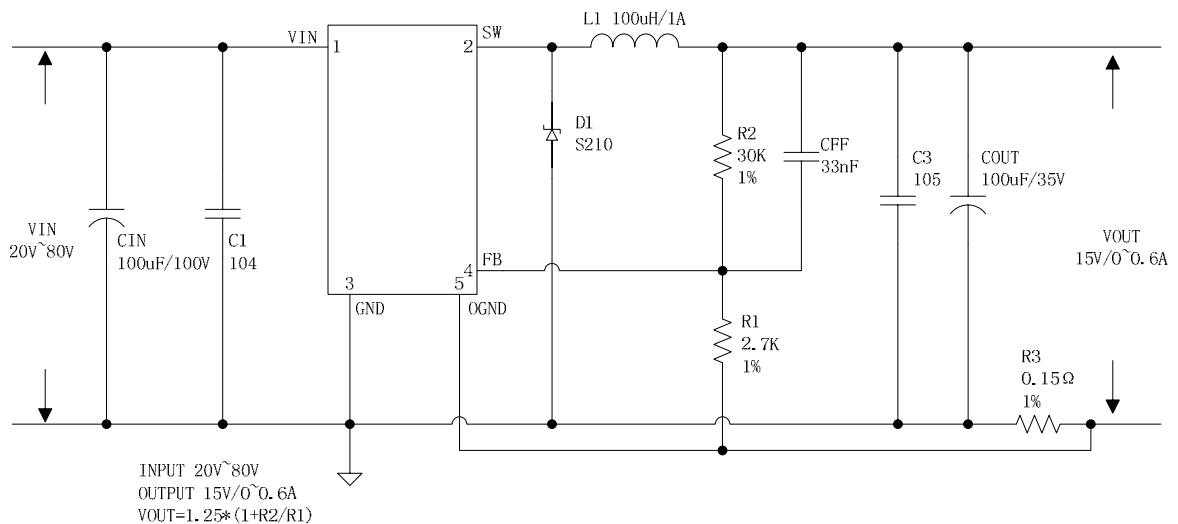 L1 100uH/1A
VIN
1
2
SW
D1
S210
R2
30K
1%
CFF
33nF
C3
105
COUT
100uF/35V
VIN
20V~80V
CIN
100uF/100V
C1
104
VOUT
15V/0~0.6A
4
FB
3
GND
5
OGND
R1
2.7K
1%
R3
0.15Ω
1%
INPUT 20V~80V
OUTPUT 15V/0~0.6A
VOUT=1.25*(1+R2/R1)